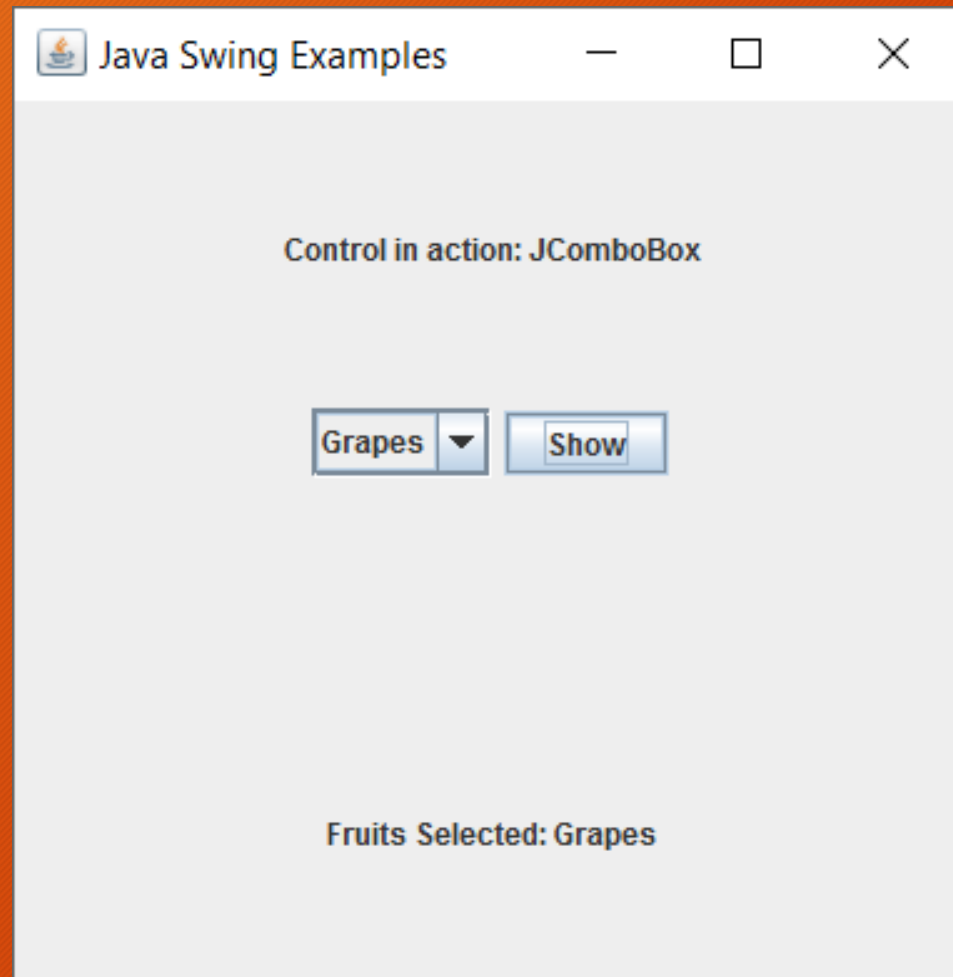 Java Swing Examples
Control in action: JComboBox
Grapes Show
Fruits Selected: Grapes